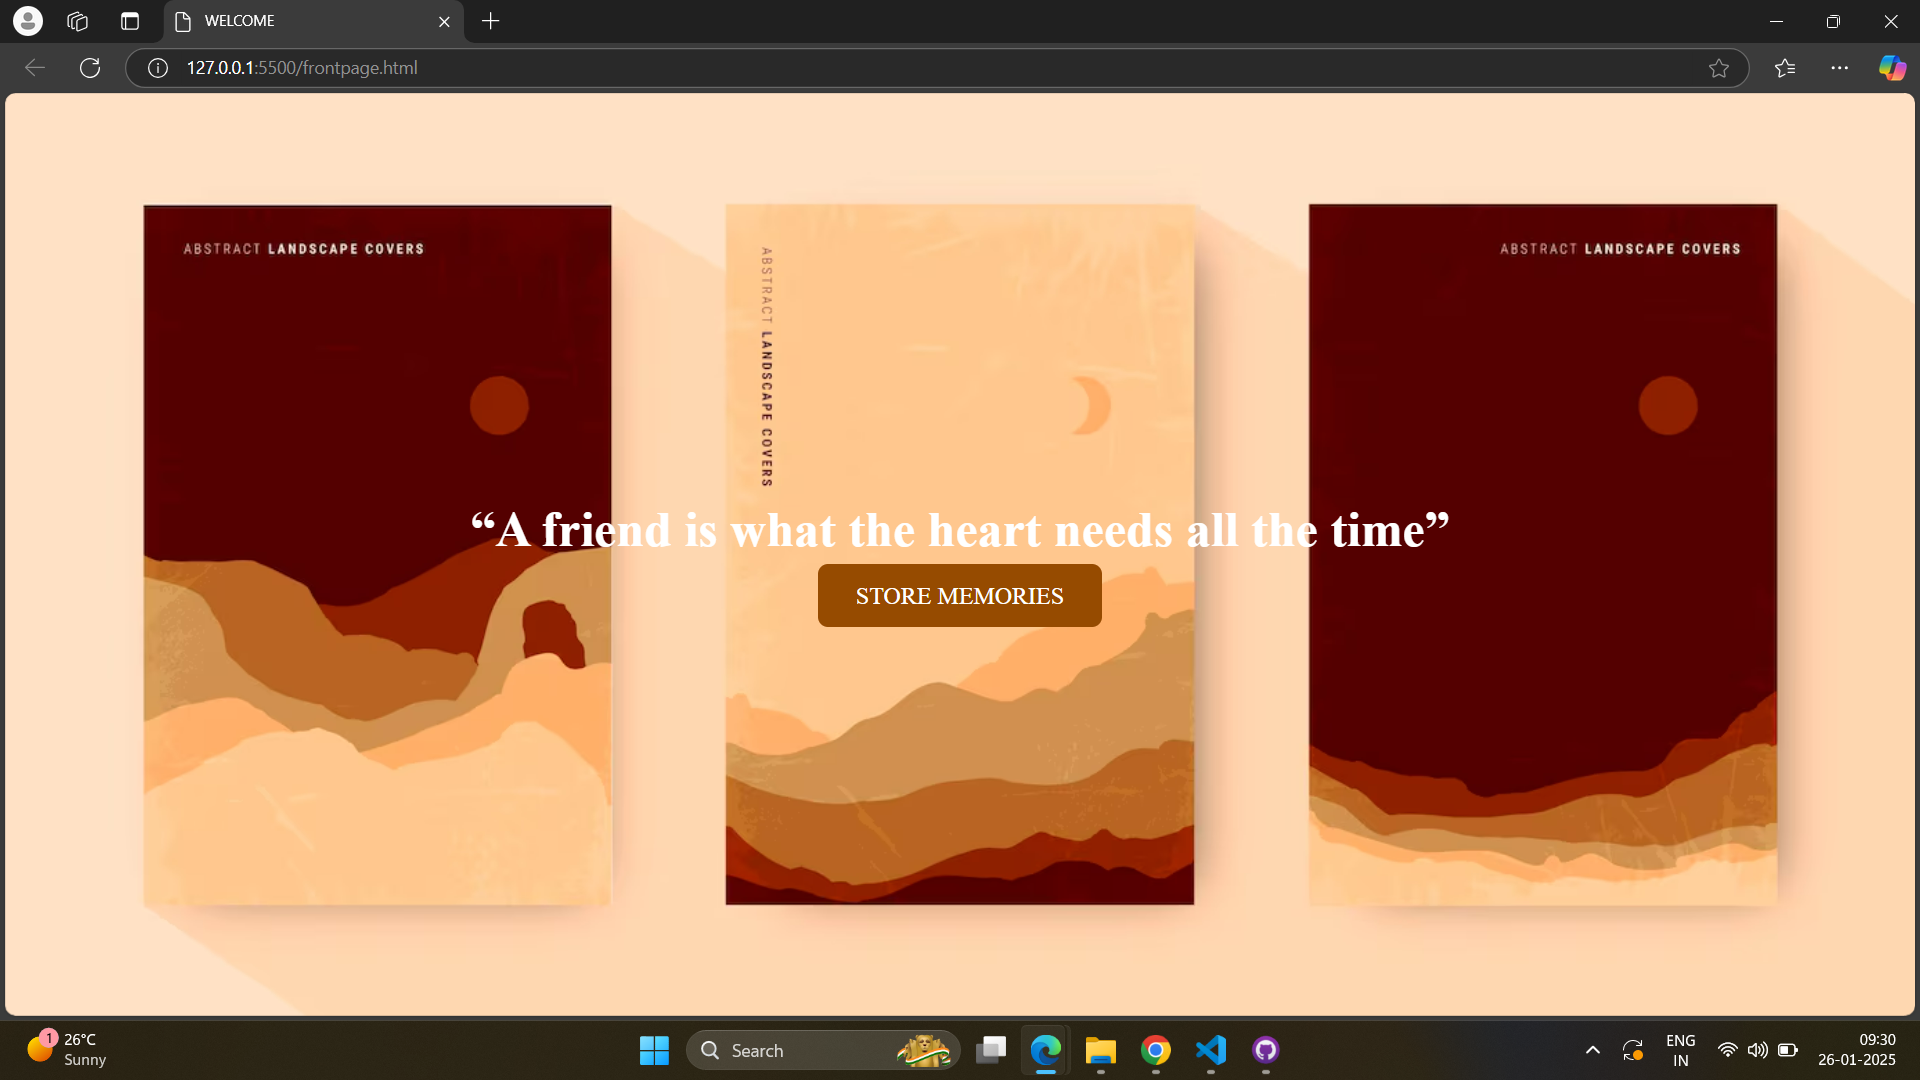 WELCOME
127.0.0.1:5500/frontpage.html
ABSTRACT LANDSCAPE COVERS
ABSTRACT LANDSCAPE COVERS
ABSTRACT LANDSCAPE COVERS
“A friend is what the heart needs all the time”
STORE MEMORIES
1
26°C
Sunny
Search
ENG
IN
09:30
26-01-2025